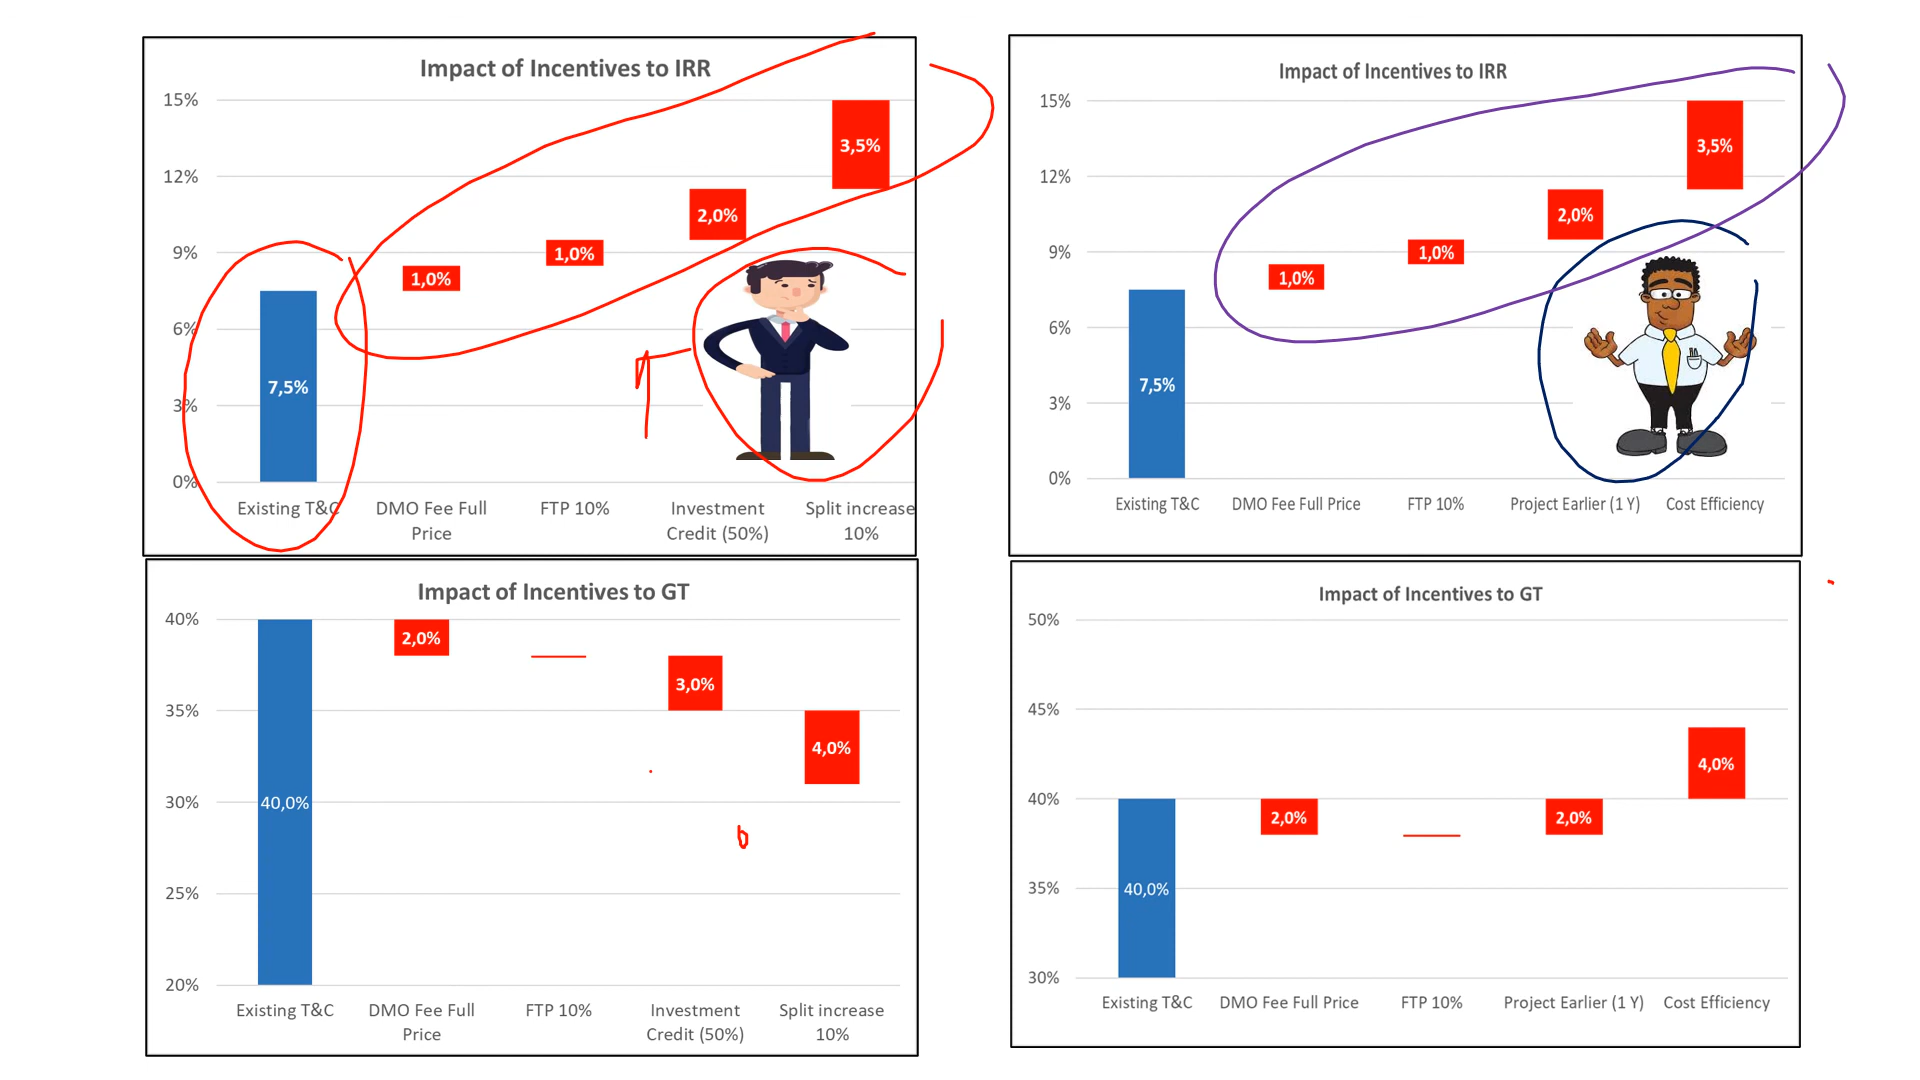 Impact of Incentives to IRR
15%
12%
9%
6%
3%
0%
7,5%
1,0%
1,0%
2,0%
3,5%
Existing T&C
DMO Fee Full
Price
FTP 10%
Investment
Credit (50%)
Split increase
10%
Impact of Incentives to IRR
15%
12%
9%
6%
3%
0%
7,5%
1,0%
1,0%
2,0%
3,5%
Existing T&C
DMO Fee Full Price
FTP 10%
Project Earlier (1 Y)
Cost Efficiency
Impact of Incentives to GT
40%
35%
30%
25%
20%
40,0%
2,0%
3,0%
4,0%
Existing T&C
DMO Fee Full
Price
FTP 10%
Investment
Credit (50%)
Split increase
10%
Impact of Incentives to GT
50%
45%
40%
35%
30%
40,0%
2,0%
2,0%
4,0%
Existing T&C
DMO Fee Full Price
FTP 10%
Project Earlier (1 Y)
Cost Efficiency